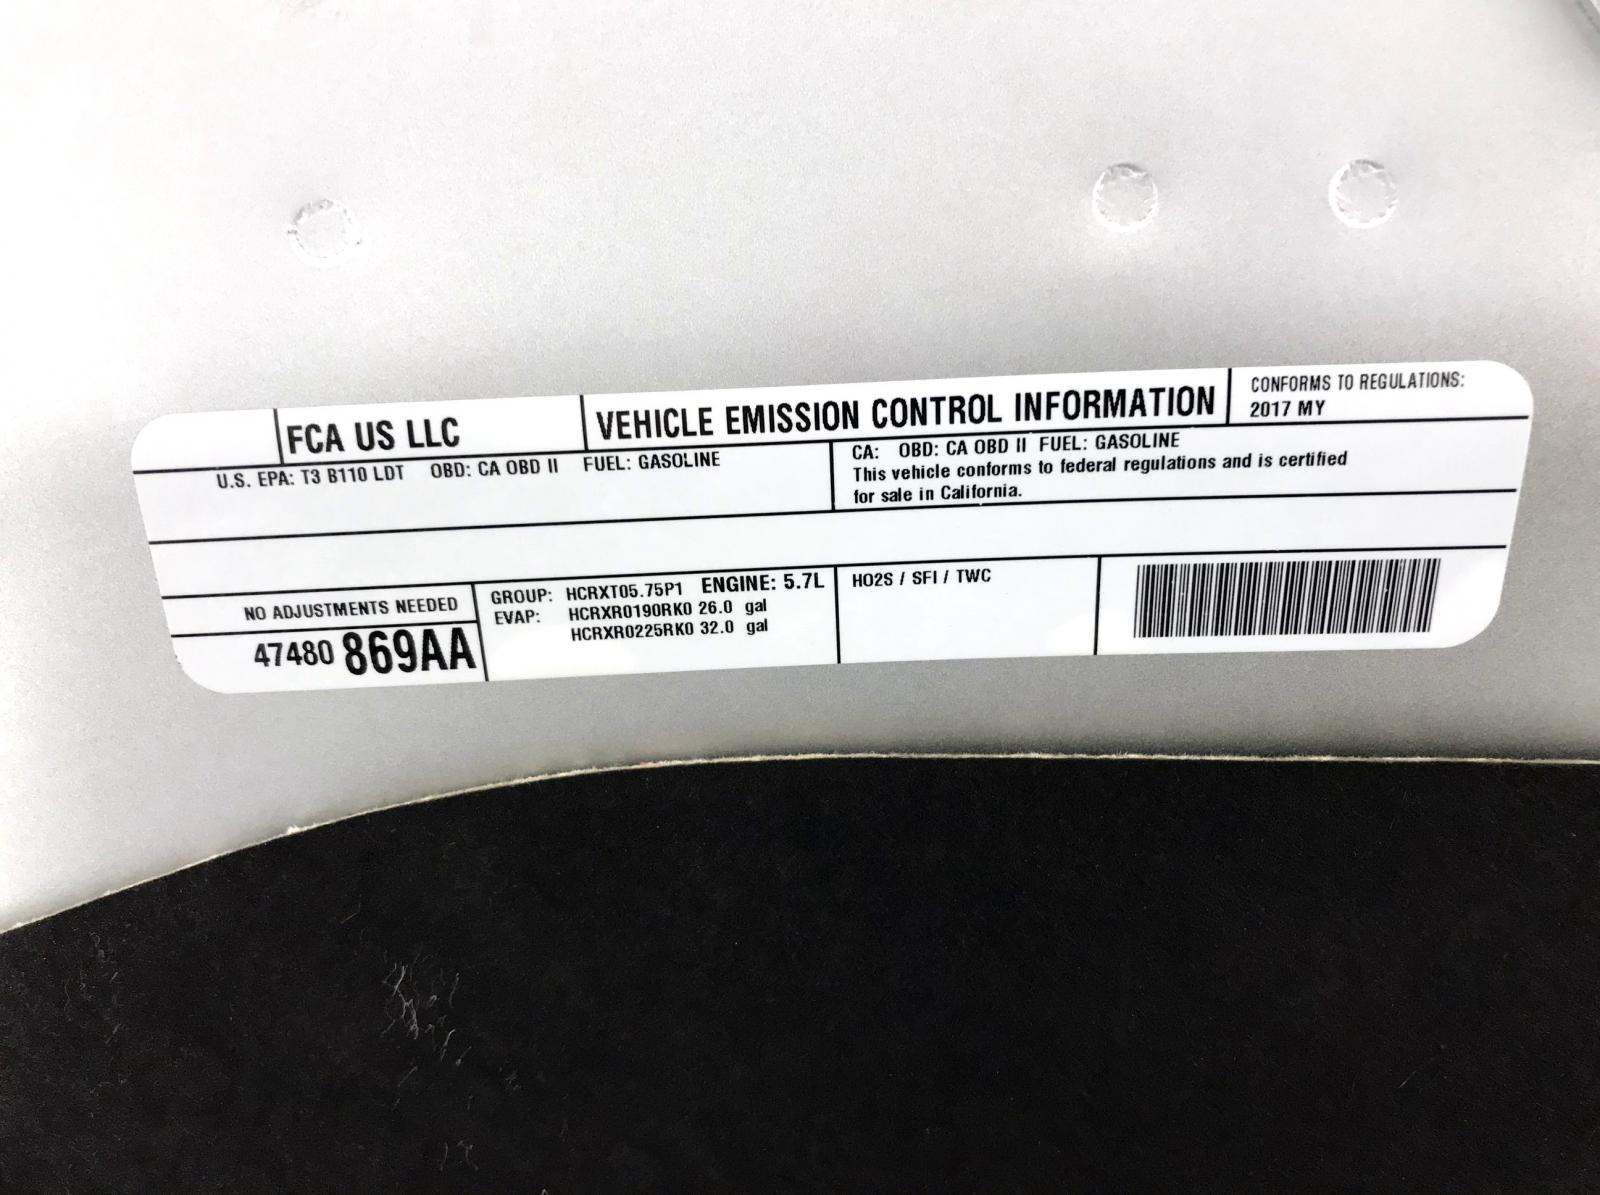 FCA US LLC
VEHICLE EMISSION CONTROL INFORMATION
CONFORMS TO REGULATIONS:
2017 MY
U.S. EPA: T3 B110 LDT OBD: CA OBD II FUEL: GASOLINE
CA: OBD: CA OBD II FUEL: GASOLINE
This vehicle conforms to federal regulations and is certified
for sale in California.
NO ADJUSTMENTS NEEDED
47480 869AA
GROUP: HCRXT05.75P1 ENGINE: 5.7L
EVAP: HCRXR0190RK0 26.0 gal
HCRXR0225RK0 32.0 gal
HO2S / SFI / TWC